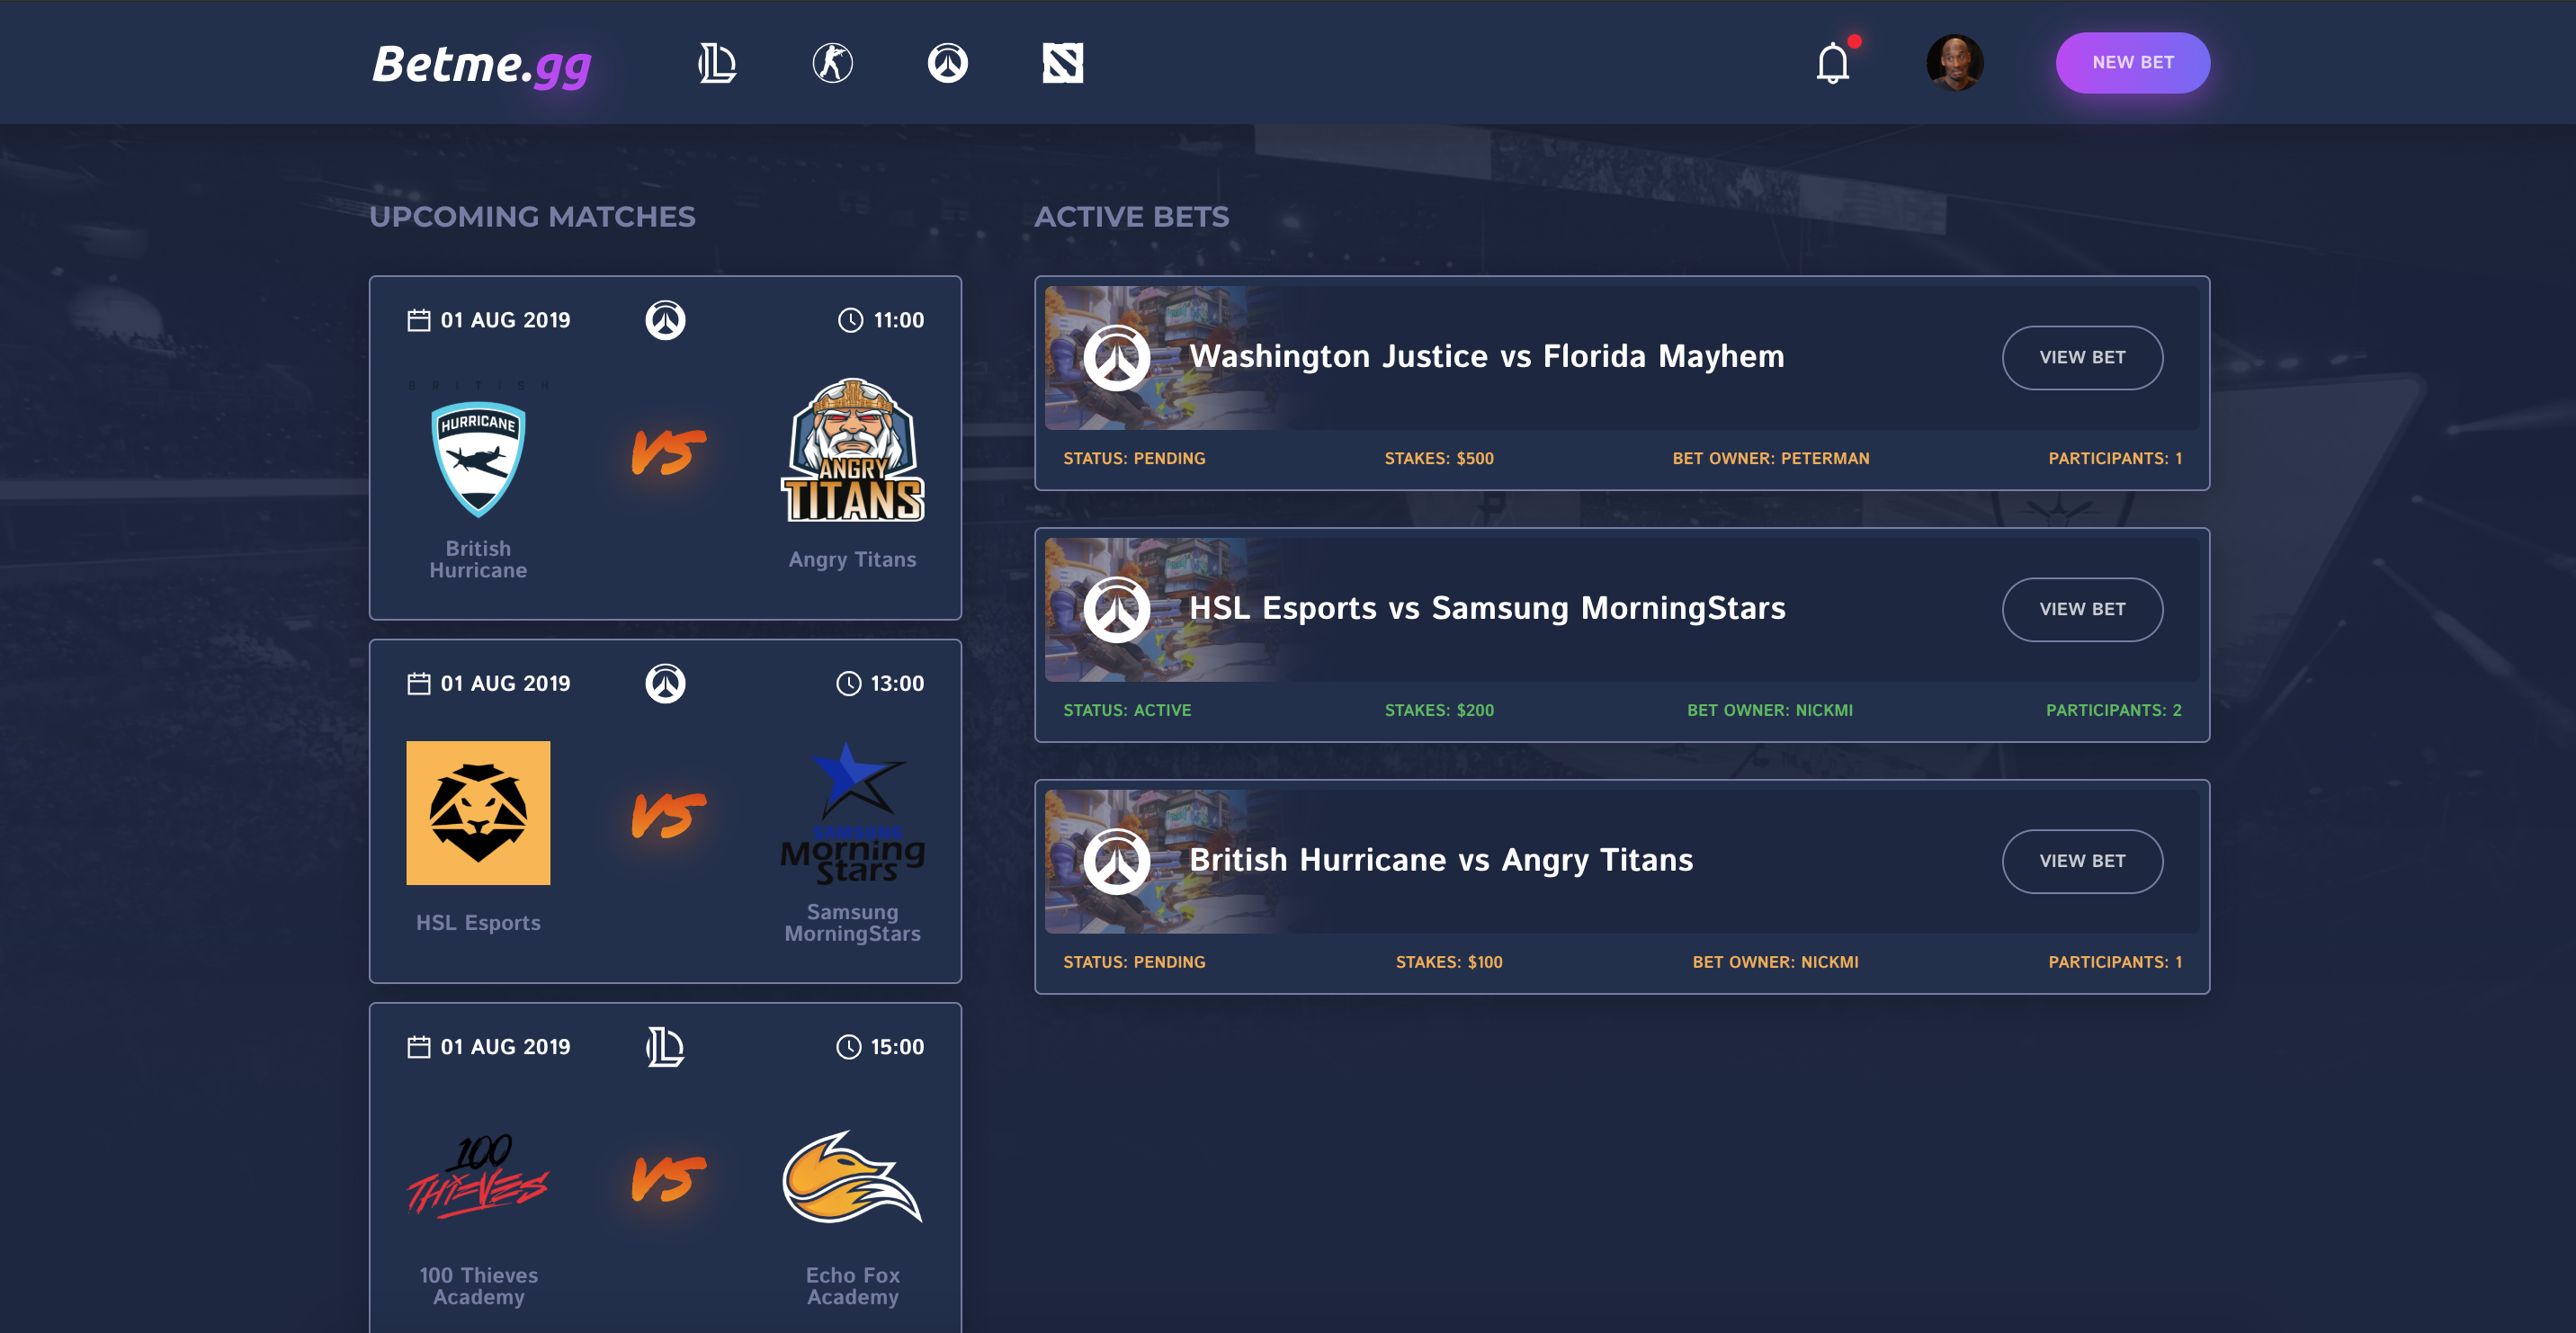 Betme.gg
NEW BET
UPCOMING MATCHES
01 AUG 2019
11:00
BRITISH
HURRICANE
VS
ANGRY
TITANS
British
Hurricane
Angry Titans
01 AUG 2019
13:00
VS
SAMSUNG
Morning
Stars
HSL Esports
Samsung
MorningStars
01 AUG 2019
15:00
100
THIEVES
VS
100 Thieves
Academy
Echo Fox
Academy
ACTIVE BETS
Washington Justice vs Florida Mayhem
VIEW BET
STATUS: PENDING
STAKES: $500
BET OWNER: PETERMAN
PARTICIPANTS: 1
HSL Esports vs Samsung MorningStars
VIEW BET
STATUS: ACTIVE
STAKES: $200
BET OWNER: NICKMI
PARTICIPANTS: 2
British Hurricane vs Angry Titans
VIEW BET
STATUS: PENDING
STAKES: $100
BET OWNER: NICKMI
PARTICIPANTS: 1